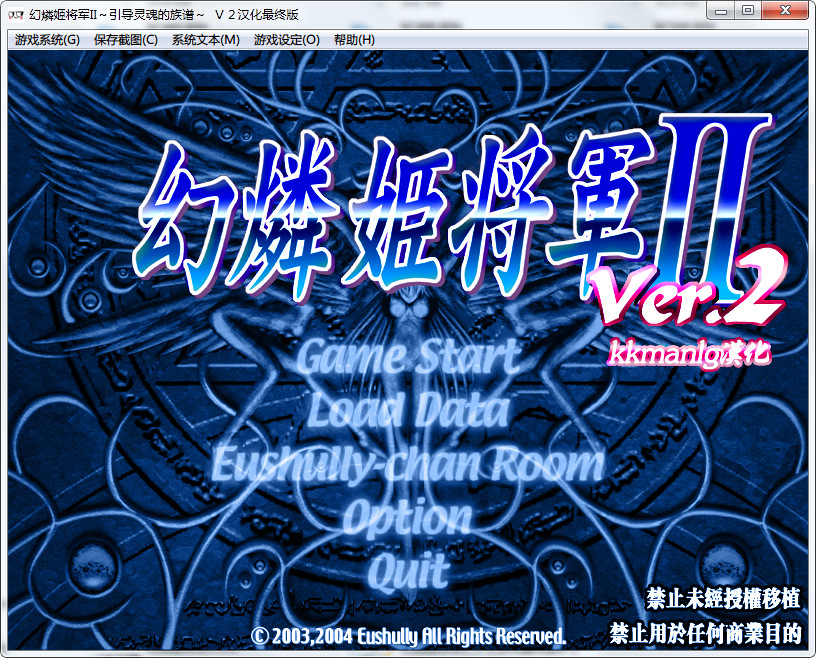 幻燐姬将军II～引导灵魂的族谱～ Ｖ２汉化最终版
游戏系统(G) 保存截图(C) 系统文本(M) 游戏设定(O) 帮助(H)
幻燐姫将軍II
Ver.2
kkmanlg漢化
Game Start
Load Data
Eushully-chan Room
Option
Quit
禁止未經授權移植
禁止用於任何商業目的
© 2003,2004 Eushully All Rights Reserved.